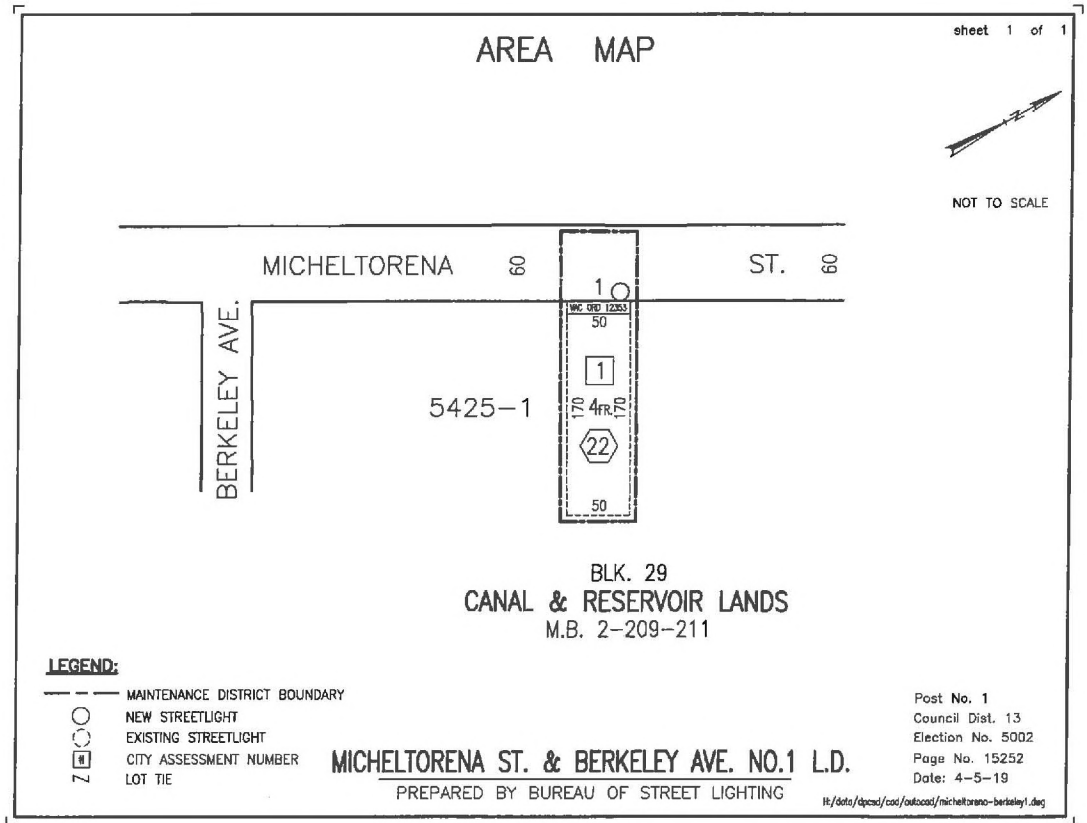 sheet 1 of 1
AREA MAP
N
NOT TO SCALE
MICHELTORENA 60 ST. 60
1
VAC ORD 12353
50
BERKELEY AVE.
1
5425-1
170 4FR. 170
22
50
BLK. 29
CANAL & RESERVOIR LANDS
M.B. 2-209-211
LEGEND:
MAINTENANCE DISTRICT BOUNDARY
NEW STREETLIGHT
EXISTING STREETLIGHT
# CITY ASSESSMENT NUMBER
Z LOT TIE
MICHELTORENA ST. & BERKELEY AVE. NO.1 L.D.
PREPARED BY BUREAU OF STREET LIGHTING
Post No. 1
Council Dist. 13
Election No. 5002
Page No. 15252
Date: 4-5-19